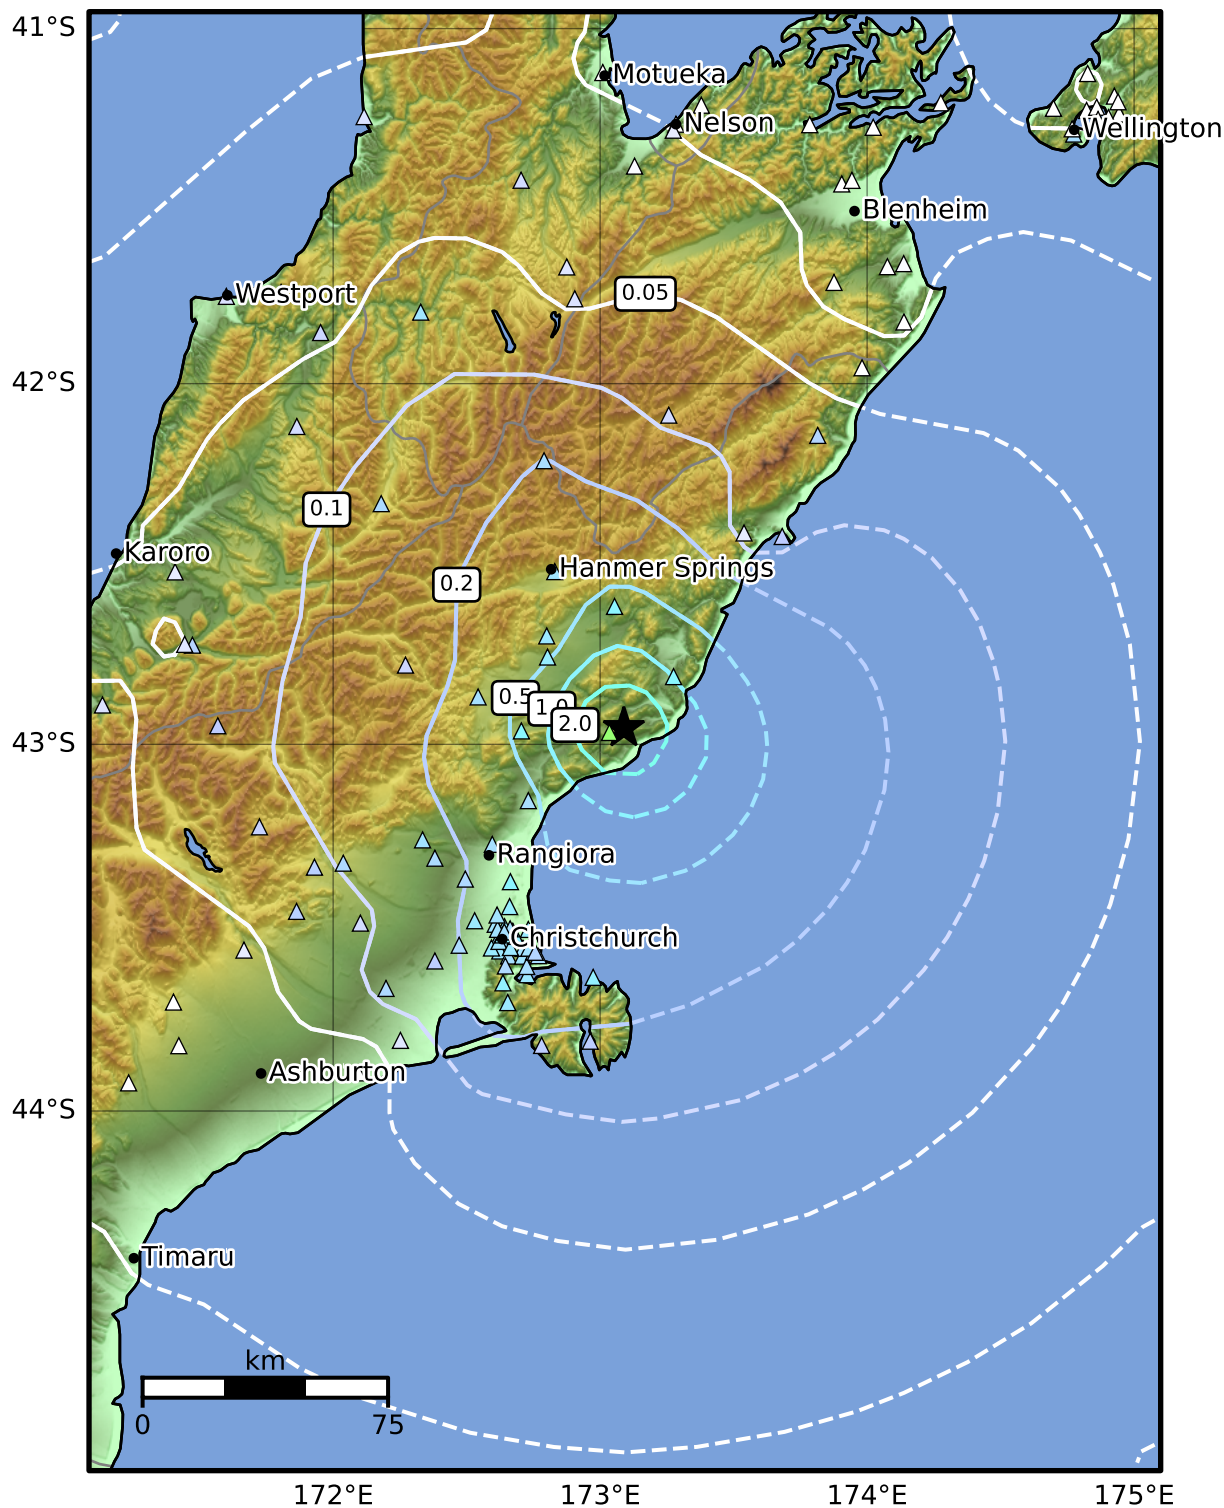 41°S
Motueka
Nelson
Wellington
Blenheim
Westport
0.05
42°S
0.1
Karoro
Hanmer Springs
0.2
0.5
1.0
2.0
43°S
Rangiora
Christchurch
Ashburton
44°S
Timaru
km
0 75
172°E 173°E 174°E 175°E